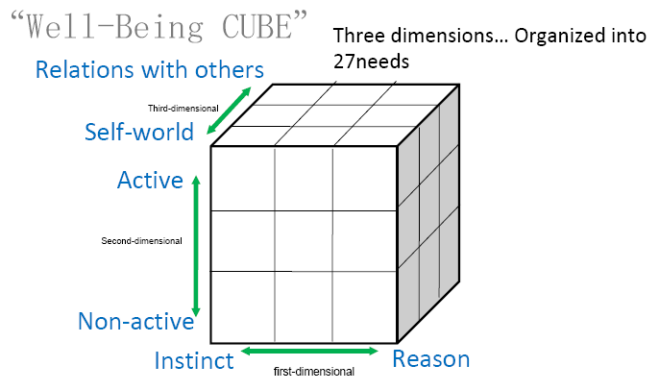 “Well-Being CUBE”
Three dimensions... Organized into
27needs
Relations with others
Third-dimensional
Self-world
Active
Second-dimensional
Non-active
Instinct
first-dimensional
Reason